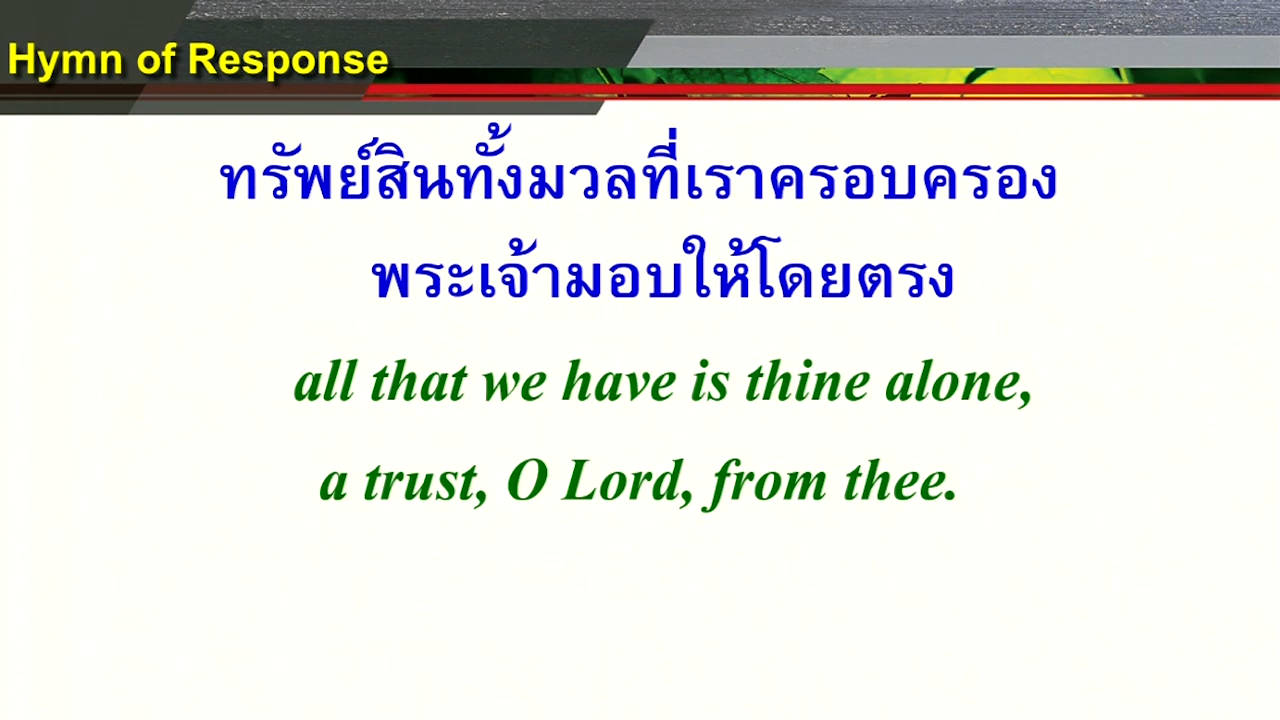 Hymn of Response
ทรัพย์สินทั้งมวลที่เราครอบครอง
พระเจ้ามอบให้โดยตรง
all that we have is thine alone,
a trust, O Lord, from thee.